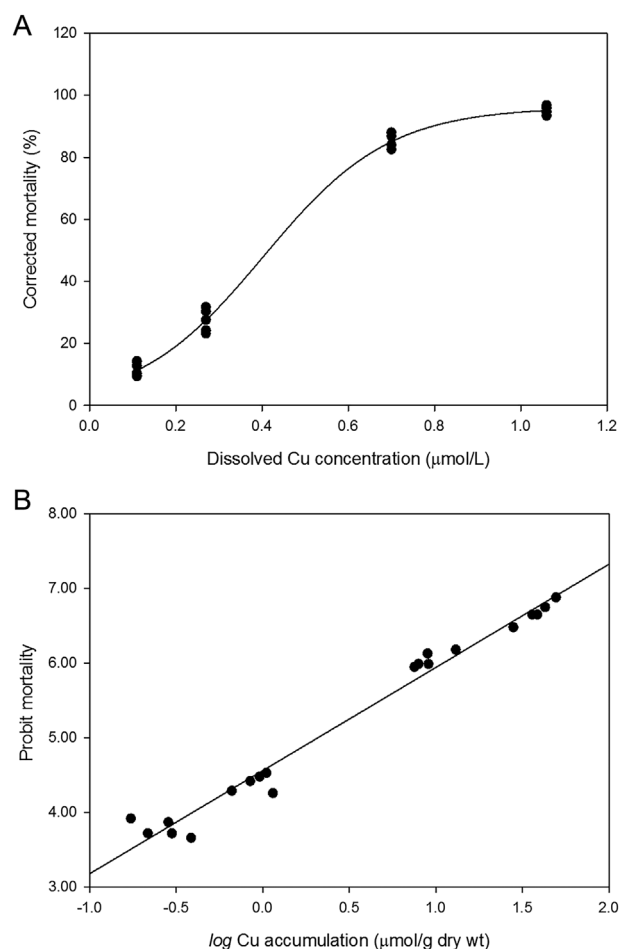 A
120
100
80
60
40
20
0
Corrected mortality (%)
0.0 0.2 0.4 0.6 0.8 1.0 1.2
Dissolved Cu concentration (μmol/L)
B
8.00
7.00
6.00
5.00
4.00
3.00
Probit mortality
-1.0 -0.5 0.0 0.5 1.0 1.5 2.0
log Cu accumulation (μmol/g dry wt)